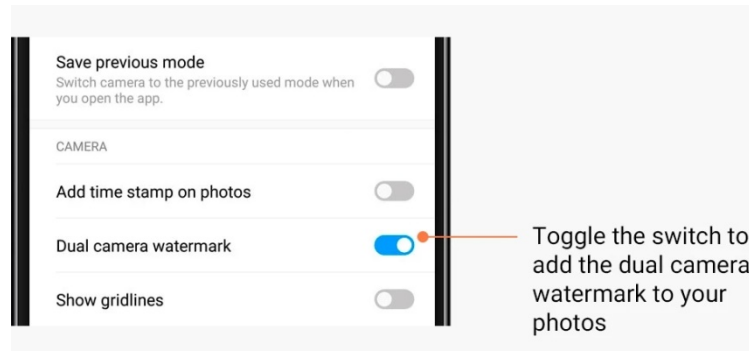 Save previous mode
Switch camera to the previously used mode when
you open the app.
CAMERA
Add time stamp on photos
Dual camera watermark
Show gridlines
Toggle the switch to
add the dual camera
watermark to your
photos